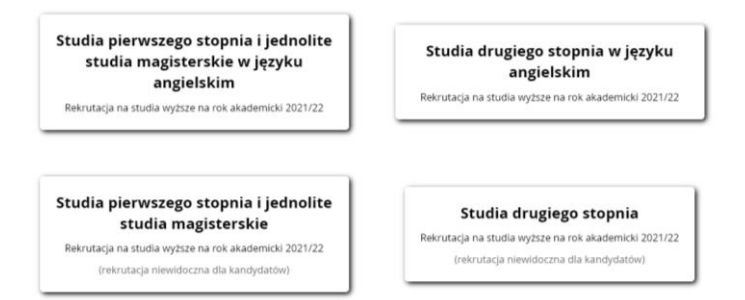 Studia pierwszego stopnia i jednolite
studia magisterskie w języku
angielskim
Rekrutacja na studia wyższe na rok akademicki 2021/22
Studia drugiego stopnia w języku
angielskim
Rekrutacja na studia wyższe na rok akademicki 2021/22
Studia pierwszego stopnia i jednolite
studia magisterskie
Rekrutacja na studia wyższe na rok akademicki 2021/22
(rekrutacja niewidoczna dla kandydatów)
Studia drugiego stopnia
Rekrutacja na studia wyższe na rok akademicki 2021/22
(rekrutacja niewidoczna dla kandydatów)